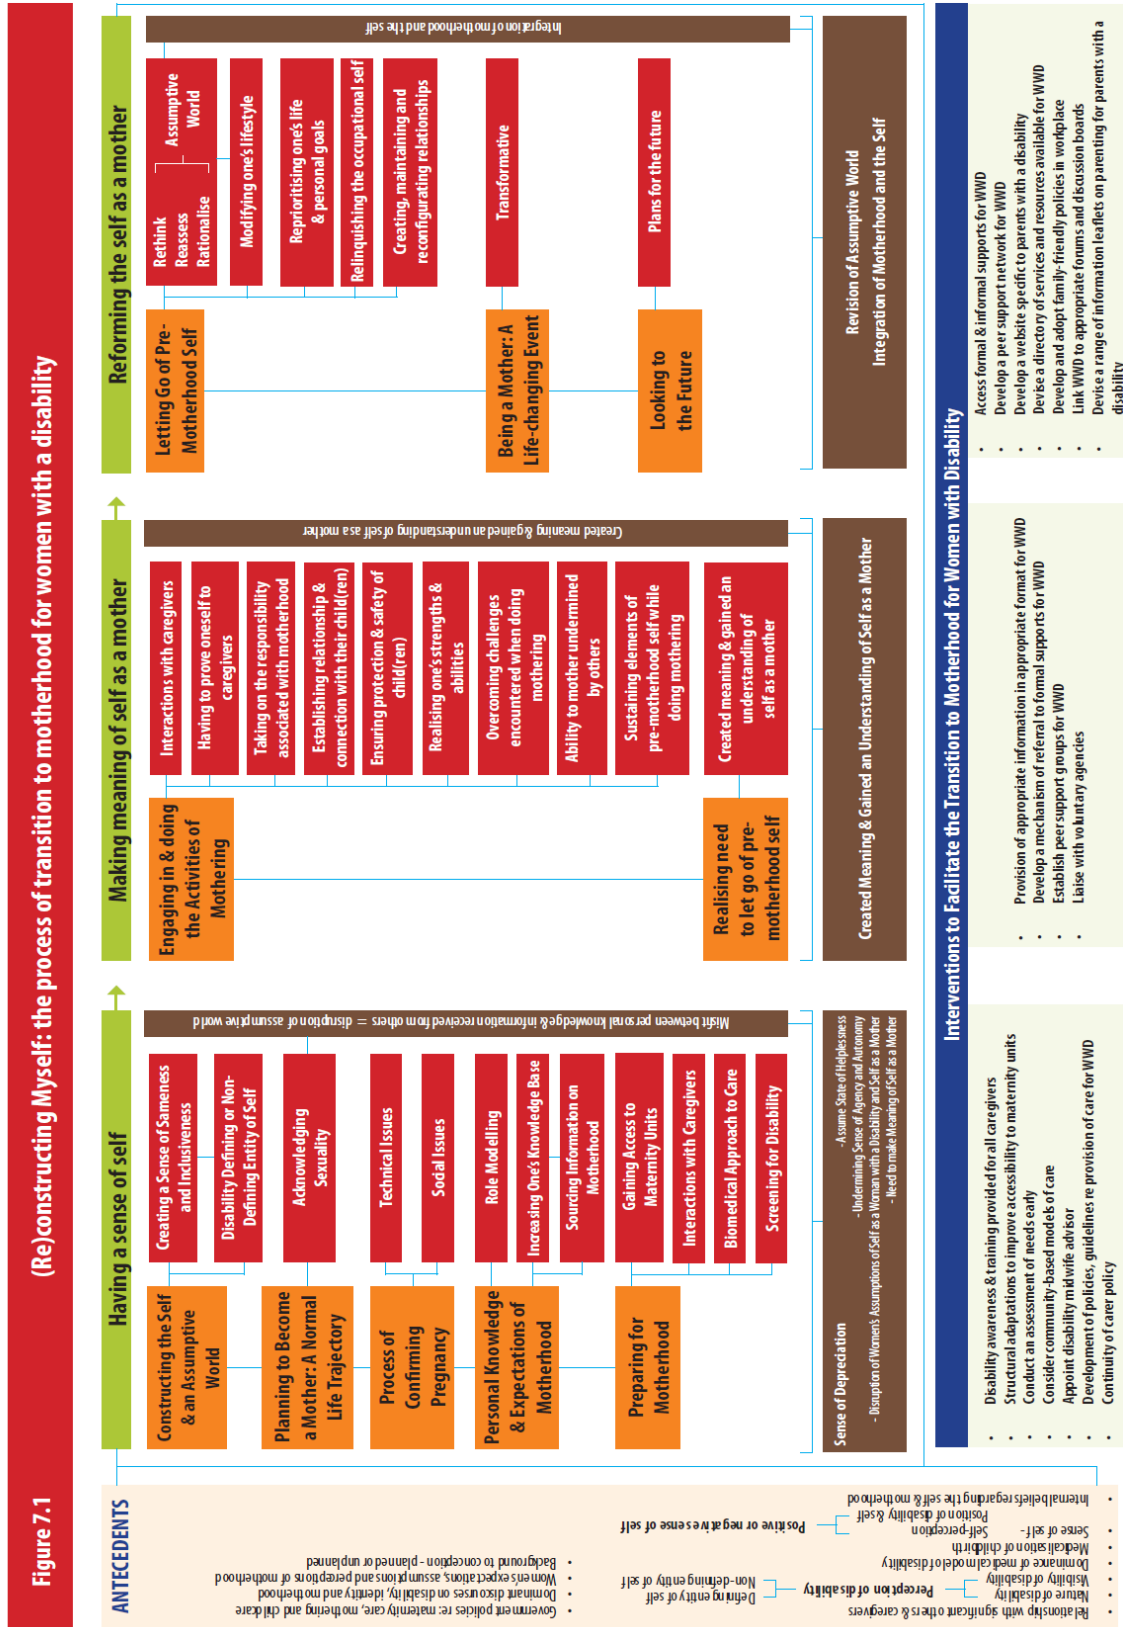 Figure 7.1
(Re)constructing Myself: the process of transition to motherhood for women with a disability
ANTECEDENTS
• Government policies re: maternity care, mothering and childcare
• Dominant discourses on disability, identity and motherhood
• Women's expectations, assumptions and perceptions of motherhood
• Background to conception - planned or unplanned
• Relationship with significant others & caregivers
• Nature of disability
• Visibility of disability
Perception of disability
Defining entity of self
Non-defining entity of self
• Dominance of medical model of disability
• Medicalisation of childbirth
• Sense of self -
Self-perception
Position of disability & self
Positive or negative sense of self
• Internal beliefs regarding the self & motherhood
Having a sense of self
Constructing the Self
& an Assumptive
World
Creating a Sense of Sameness
and Inclusiveness
Disability Defining or Non-
Defining Entity of Self
Planning to Become
a Mother: A Normal
Life Trajectory
Acknowledging
Sexuality
Process of
Confirming
Pregnancy
Technical Issues
Social Issues
Personal Knowledge
& Expectations of
Motherhood
Role Modelling
Increasing One's Knowledge Base
Sourcing Information on
Motherhood
Preparing for
Motherhood
Gaining Access to
Maternity Units
Interactions with Caregivers
Biomedical Approach to Care
Screening for Disability
Misfit between personal knowledge & information received from others = disruption of assumptive world
Sense of Depreciation
- Assume State of Helplessness
- Undermining Sense of Agency and Autonomy
- Disruption of Women's Assumptions of Self as a Woman with a Disability and Self as a Mother
- Need to make Meaning of Self as a Mother
Making meaning of self as a mother
Engaging in & doing
the Activities of
Mothering
Interactions with caregivers
Having to prove oneself to
caregivers
Taking on the responsibility
associated with motherhood
Establishing relationship &
connection with their child(ren)
Ensuring protection & safety of
child(ren)
Realising one's strengths &
abilities
Overcoming challenges
encountered when doing
mothering
Ability to mother undermined
by others
Sustaining elements of
pre-motherhood self while
doing mothering
Realising need
to let go of pre-
motherhood self
Created meaning & gained an
understanding of
self as a mother
Created meaning & gained an understanding of self as a mother
Created Meaning & Gained an Understanding of Self as a Mother
Reforming the self as a mother
Letting Go of Pre-
Motherhood Self
Rethink
Reassess
Rationalise
Assumptive
World
Modifying one's lifestyle
Reprioritising one's life
& personal goals
Relinquishing the occupational self
Creating, maintaining and
reconfigurating relationships
Being a Mother: A
Life-changing Event
Transformative
Looking to
the Future
Plans for the future
Integration of motherhood and the self
Revision of Assumptive World
Integration of Motherhood and the Self
Interventions to Facilitate the Transition to Motherhood for Women with Disability
• Disability awareness & training provided for all caregivers
• Structural adaptations to improve accessibility to maternity units
• Conduct an assessment of needs early
• Consider community-based models of care
• Appoint disability midwife advisor
• Development of policies, guidelines re provision of care for WWD
• Continuity of carer policy
• Provision of appropriate information in appropriate format for WWD
• Develop a mechanism of referral to formal supports for WWD
• Establish peer support groups for WWD
• Liaise with voluntary agencies
• Access formal & informal supports for WWD
• Develop a peer support network for WWD
• Develop a website specific to parents with a disability
• Devise a directory of services and resources available for WWD
• Develop and adopt family-friendly policies in workplace
• Link WWD to appropriate forums and discussion boards
• Devise a range of information leaflets on parenting for parents with a
disability